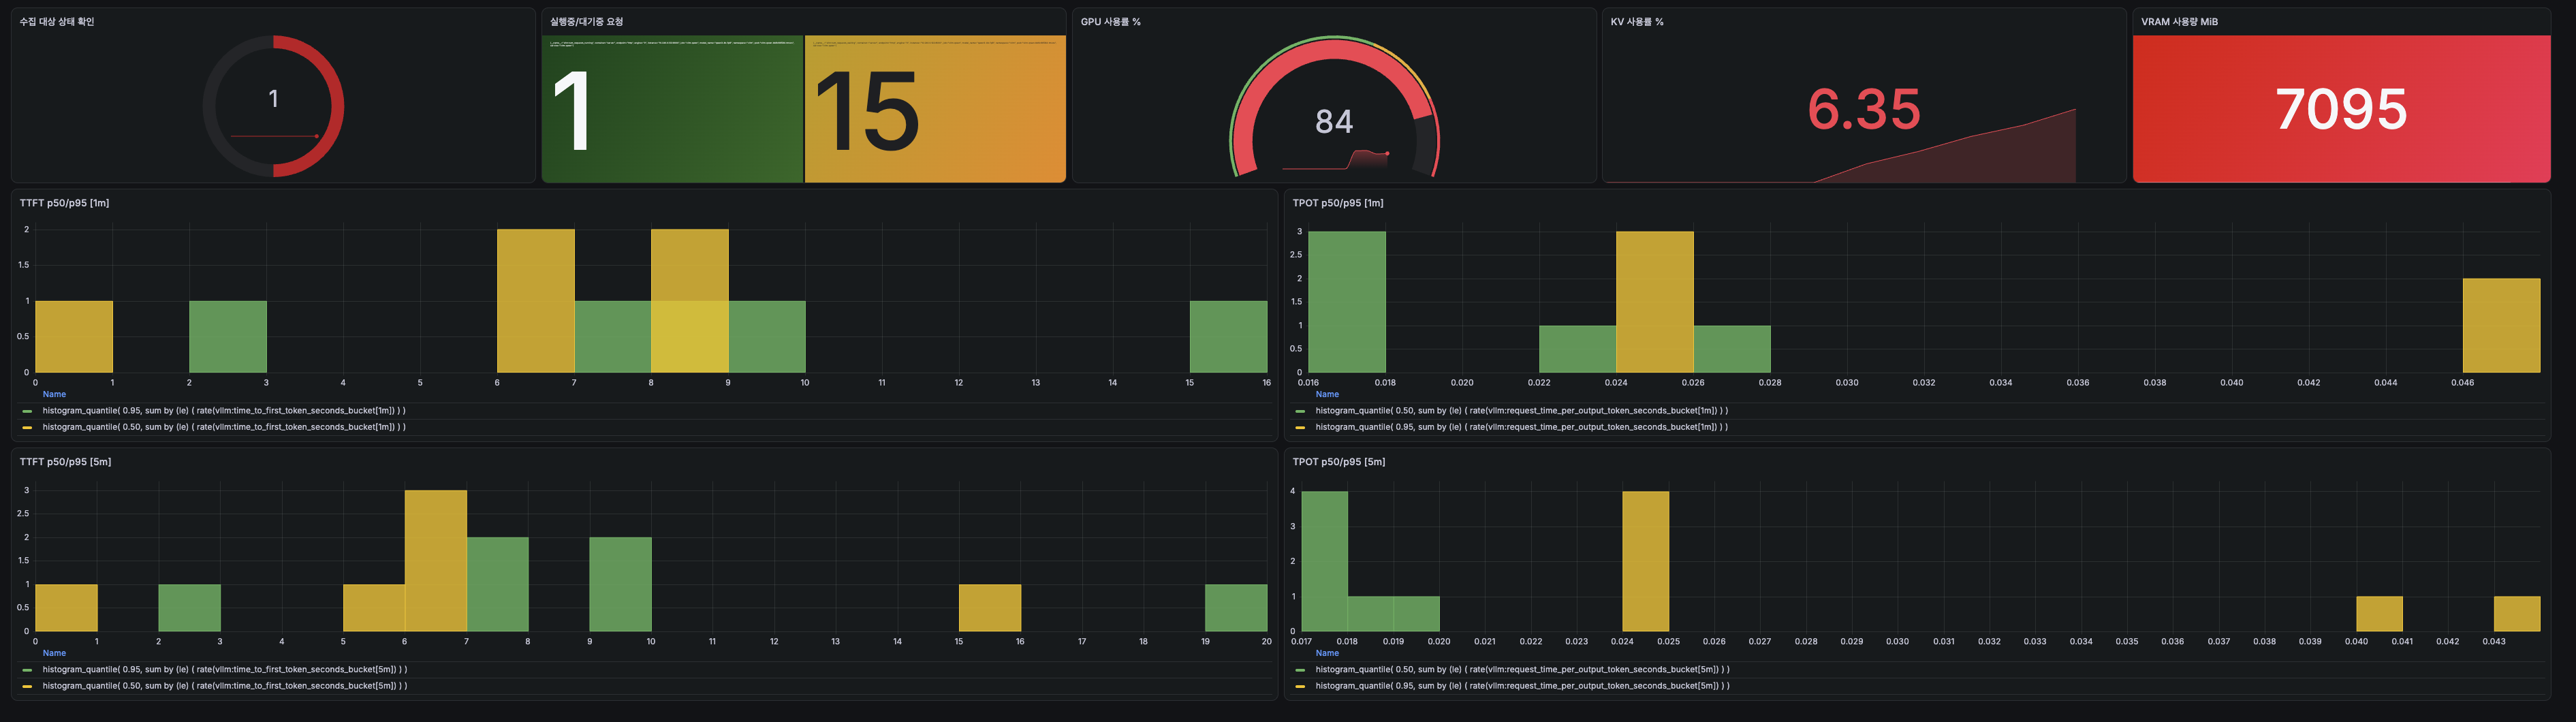 수집 대상 상태 확인
1
실행중/대기중 요청
1
15
GPU 사용률 %
84
KV 사용률 %
6.35
VRAM 사용량 MiB
7095
TTFT p50/p95 [1m]
2
1.5
1
0.5
0
0 1 2 3 4 5 6 7 8 9 10 11 12 13 14 15 16
Name
histogram_quantile( 0.95, sum by (le) ( rate(vllm:time_to_first_token_seconds_bucket[1m]) ) )
histogram_quantile( 0.50, sum by (le) ( rate(vllm:time_to_first_token_seconds_bucket[1m]) ) )
TPOT p50/p95 [1m]
3
2.5
2
1.5
1
0.5
0
0.016 0.018 0.020 0.022 0.024 0.026 0.028 0.030 0.032 0.034 0.036 0.038 0.040 0.042 0.044 0.046
Name
histogram_quantile( 0.50, sum by (le) ( rate(vllm:request_time_per_output_token_seconds_bucket[1m]) ) )
histogram_quantile( 0.95, sum by (le) ( rate(vllm:request_time_per_output_token_seconds_bucket[1m]) ) )
TTFT p50/p95 [5m]
3
2.5
2
1.5
1
0.5
0
0 1 2 3 4 5 6 7 8 9 10 11 12 13 14 15 16 17 18 19 20
Name
histogram_quantile( 0.95, sum by (le) ( rate(vllm:time_to_first_token_seconds_bucket[5m]) ) )
histogram_quantile( 0.50, sum by (le) ( rate(vllm:time_to_first_token_seconds_bucket[5m]) ) )
TPOT p50/p95 [5m]
4
3
2
1
0
0.017 0.018 0.019 0.020 0.021 0.022 0.023 0.024 0.025 0.026 0.027 0.028 0.029 0.030 0.031 0.032 0.033 0.034 0.035 0.036 0.037 0.038 0.039 0.040 0.041 0.042 0.043
Name
histogram_quantile( 0.50, sum by (le) ( rate(vllm:request_time_per_output_token_seconds_bucket[5m]) ) )
histogram_quantile( 0.95, sum by (le) ( rate(vllm:request_time_per_output_token_seconds_bucket[5m]) ) )